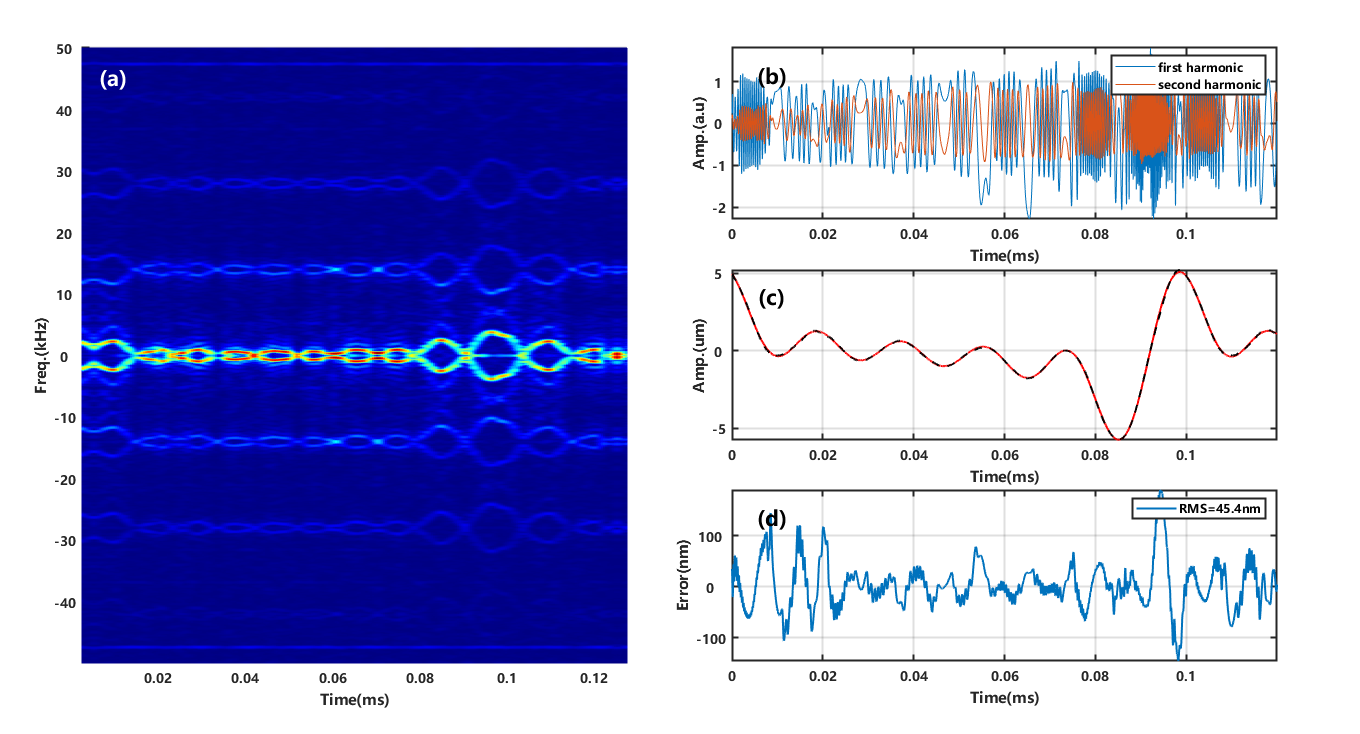 (a)
50
40
30
20
10
0
-10
-20
-30
-40
Freq.(kHz)
0.02
0.04
0.06
0.08
0.1
0.12
Time(ms)
(b)
first harmonic
second harmonic
1
0
-1
-2
Amp.(a.u)
0
0.02
0.04
0.06
0.08
0.1
Time(ms)
(c)
5
0
-5
Amp.(um)
0
0.02
0.04
0.06
0.08
0.1
Time(ms)
(d)
RMS=45.4nm
100
0
-100
Error(nm)
0
0.02
0.04
0.06
0.08
0.1
Time(ms)